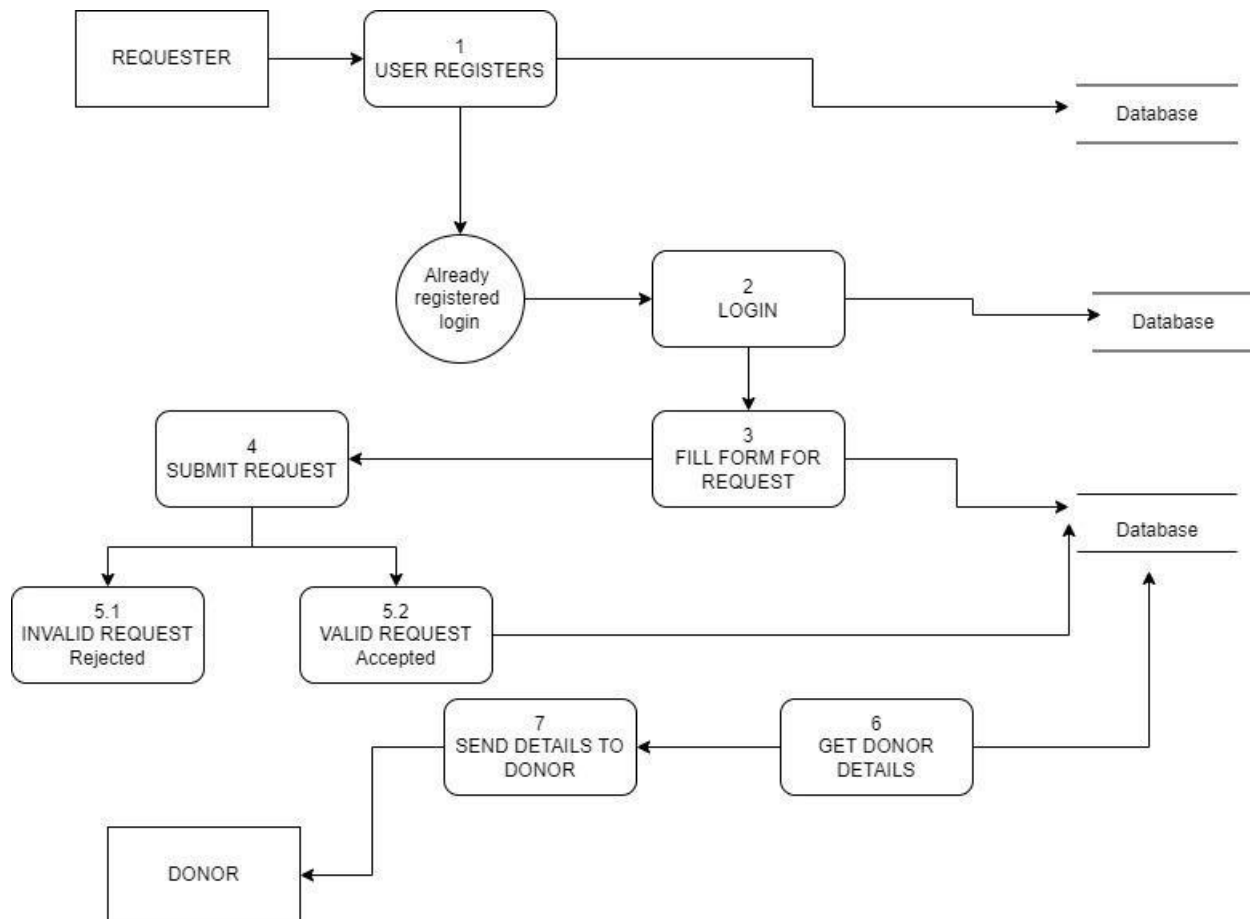 REQUESTER
1
USER REGISTERS
Database
Already
registered
login
2
LOGIN
Database
4
SUBMIT REQUEST
3
FILL FORM FOR
REQUEST
Database
5.1
INVALID REQUEST
Rejected
5.2
VALID REQUEST
Accepted
7
SEND DETAILS TO
DONOR
6
GET DONOR
DETAILS
DONOR